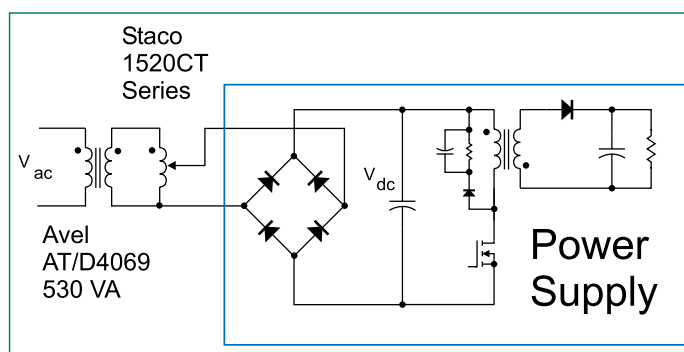 Staco
1520CT
Series
V ac
V dc
Avel
AT/D4069
530 VA
Power
Supply